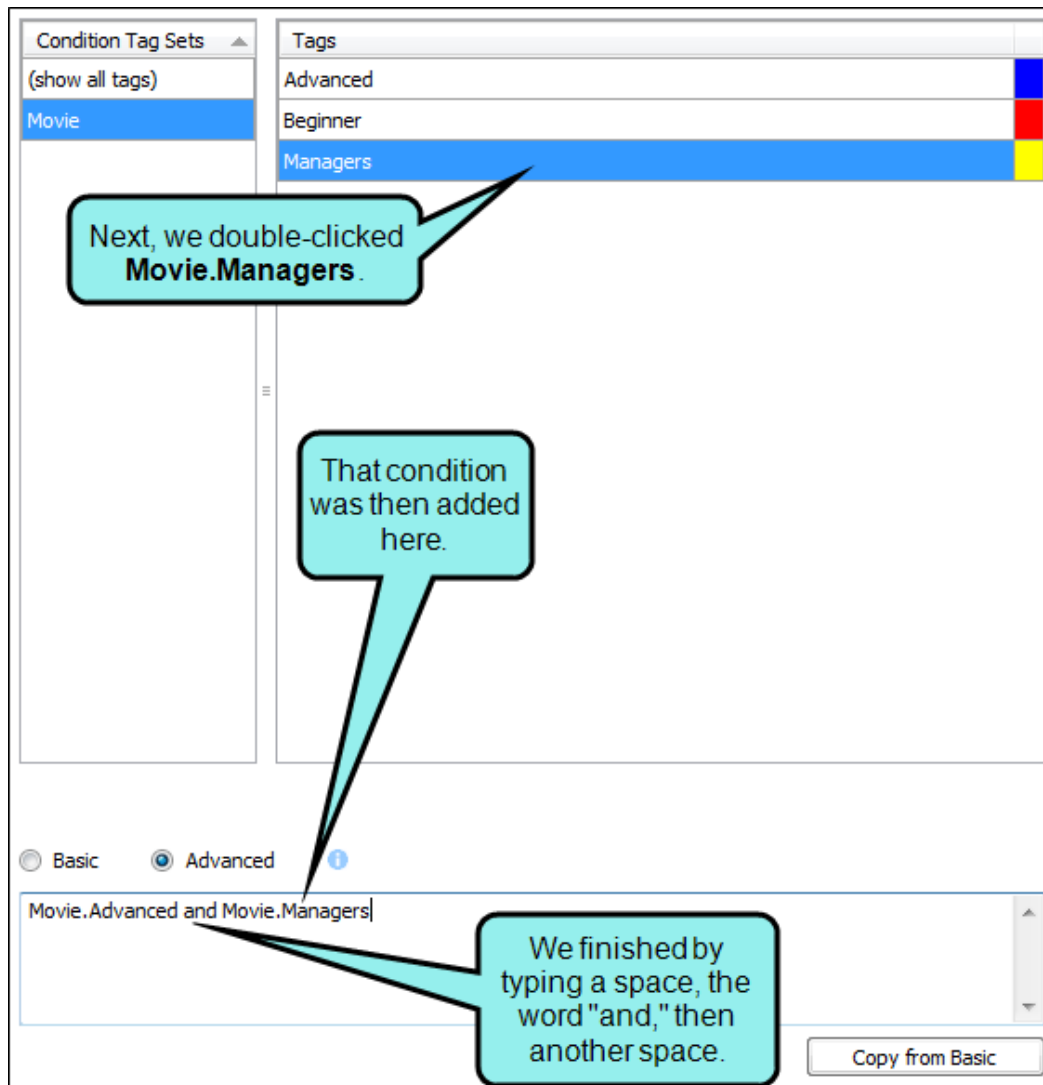 Condition Tag Sets
Tags
(show all tags)
Advanced
Movie
Beginner
Managers
Next, we double-clicked
Movie.Managers.
That condition
was then added
here.
Basic
Advanced
Movie.Advanced and Movie.Managers
We finished by
typing a space, the
word "and," then
another space.
Copy from Basic